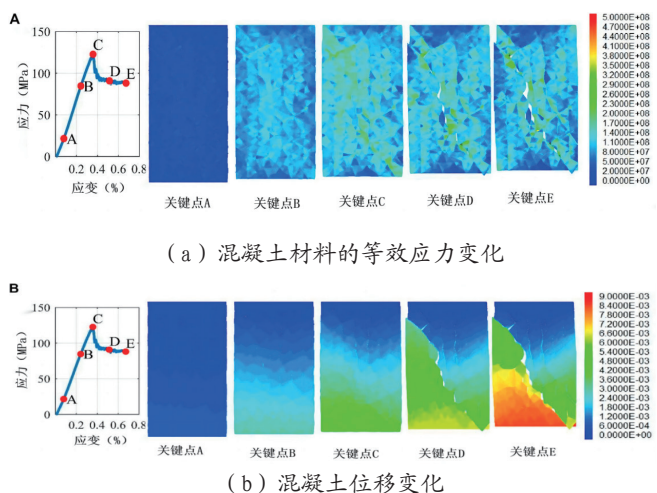 A
应力 (MPa)
150
100
50
0
A
B
C
D
E
0.2 0.4 0.6 0.8
应变 (%)
关键点A
关键点B
关键点C
关键点D
关键点E
5.0000E+08
4.7000E+08
4.4000E+08
4.1000E+08
3.8000E+08
3.5000E+08
3.2000E+08
2.9000E+08
2.6000E+08
2.3000E+08
2.0000E+08
1.7000E+08
1.4000E+08
1.1000E+08
8.0000E+07
5.0000E+07
2.0000E+07
0.0000E+00
(a) 混凝土材料的等效应力变化
B
应力 (MPa)
150
100
50
0
A
B
C
D
E
0.2 0.4 0.6 0.8
应变 (%)
关键点A
关键点B
关键点C
关键点D
关键点E
9.0000E-03
8.4000E-03
7.8000E-03
7.2000E-03
6.6000E-03
6.0000E-03
5.4000E-03
4.8000E-03
4.2000E-03
3.6000E-03
3.0000E-03
2.4000E-03
1.8000E-03
1.2000E-03
6.0000E-04
0.0000E+00
(b) 混凝土位移变化